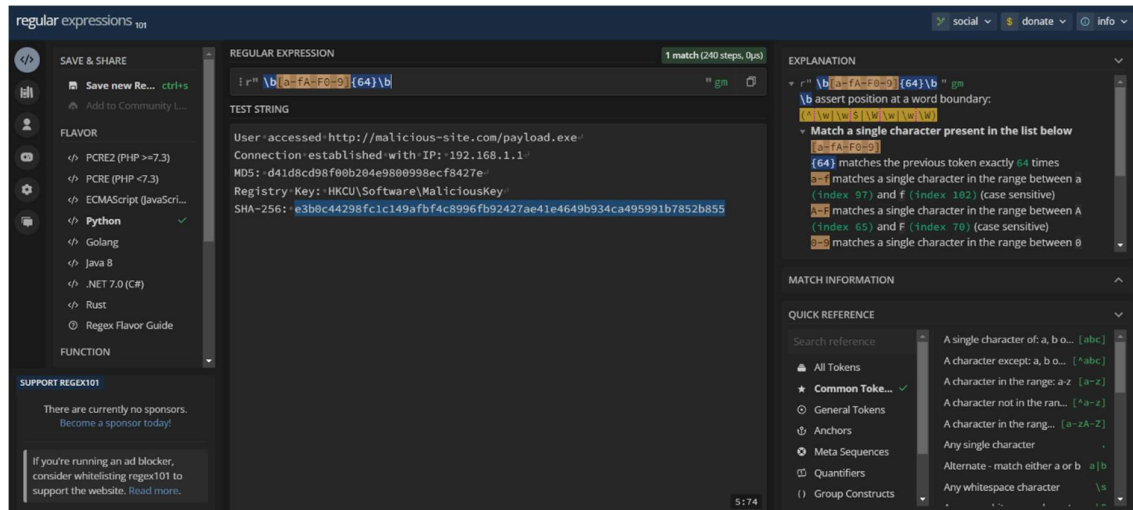 regular expressions 101
social
$ donate
info
SAVE & SHARE
Save new Re... ctrl+s
Add to Community L...
FLAVOR
</> PCRE2 (PHP >=7.3)
</> PCRE (PHP <7.3)
</> ECMAScript (JavaScri...
</> Python
</> Golang
</> Java 8
</> .NET 7.0 (C#)
</> Rust
Regex Flavor Guide
FUNCTION
SUPPORT REGEX101
There are currently no sponsors.
Become a sponsor today!
If you're running an ad blocker,
consider whitelisting regex101 to
support the website. Read more.
REGULAR EXPRESSION
1 match (240 steps, 0µs)
r" \b[a-fA-F0-9]{64}\b " gm
TEST STRING
User·accessed·http://malicious-site.com/payload.exe
Connection·established·with·IP:·192.168.1.1
MD5:·d41d8cd98f00b204e9800998ecf8427e
Registry·Key:·HKCU\Software\MaliciousKey
SHA-256:·e3b0c44298fc1c149afbf4c8996fb92427ae41e4649b934ca495991b7852b855
5:74
EXPLANATION
r" \b[a-fA-F0-9]{64}\b " gm
\b assert position at a word boundary:
(^\w|\w$|\W\w|\w\W)
Match a single character present in the list below
[a-fA-F0-9]
{64} matches the previous token exactly 64 times
a-f matches a single character in the range between a
(index 97) and f (index 102) (case sensitive)
A-F matches a single character in the range between A
(index 65) and F (index 70) (case sensitive)
0-9 matches a single character in the range between 0
MATCH INFORMATION
QUICK REFERENCE
Search reference
All Tokens
Common Toke...
General Tokens
Anchors
Meta Sequences
Quantifiers
() Group Constructs
A single character of: a, b o... [abc]
A character except: a, b o... [^abc]
A character in the range: a-z [a-z]
A character not in the ran... [^a-z]
A character in the rang... [a-zA-Z]
Any single character .
Alternate - match either a or b a|b
Any whitespace character \s